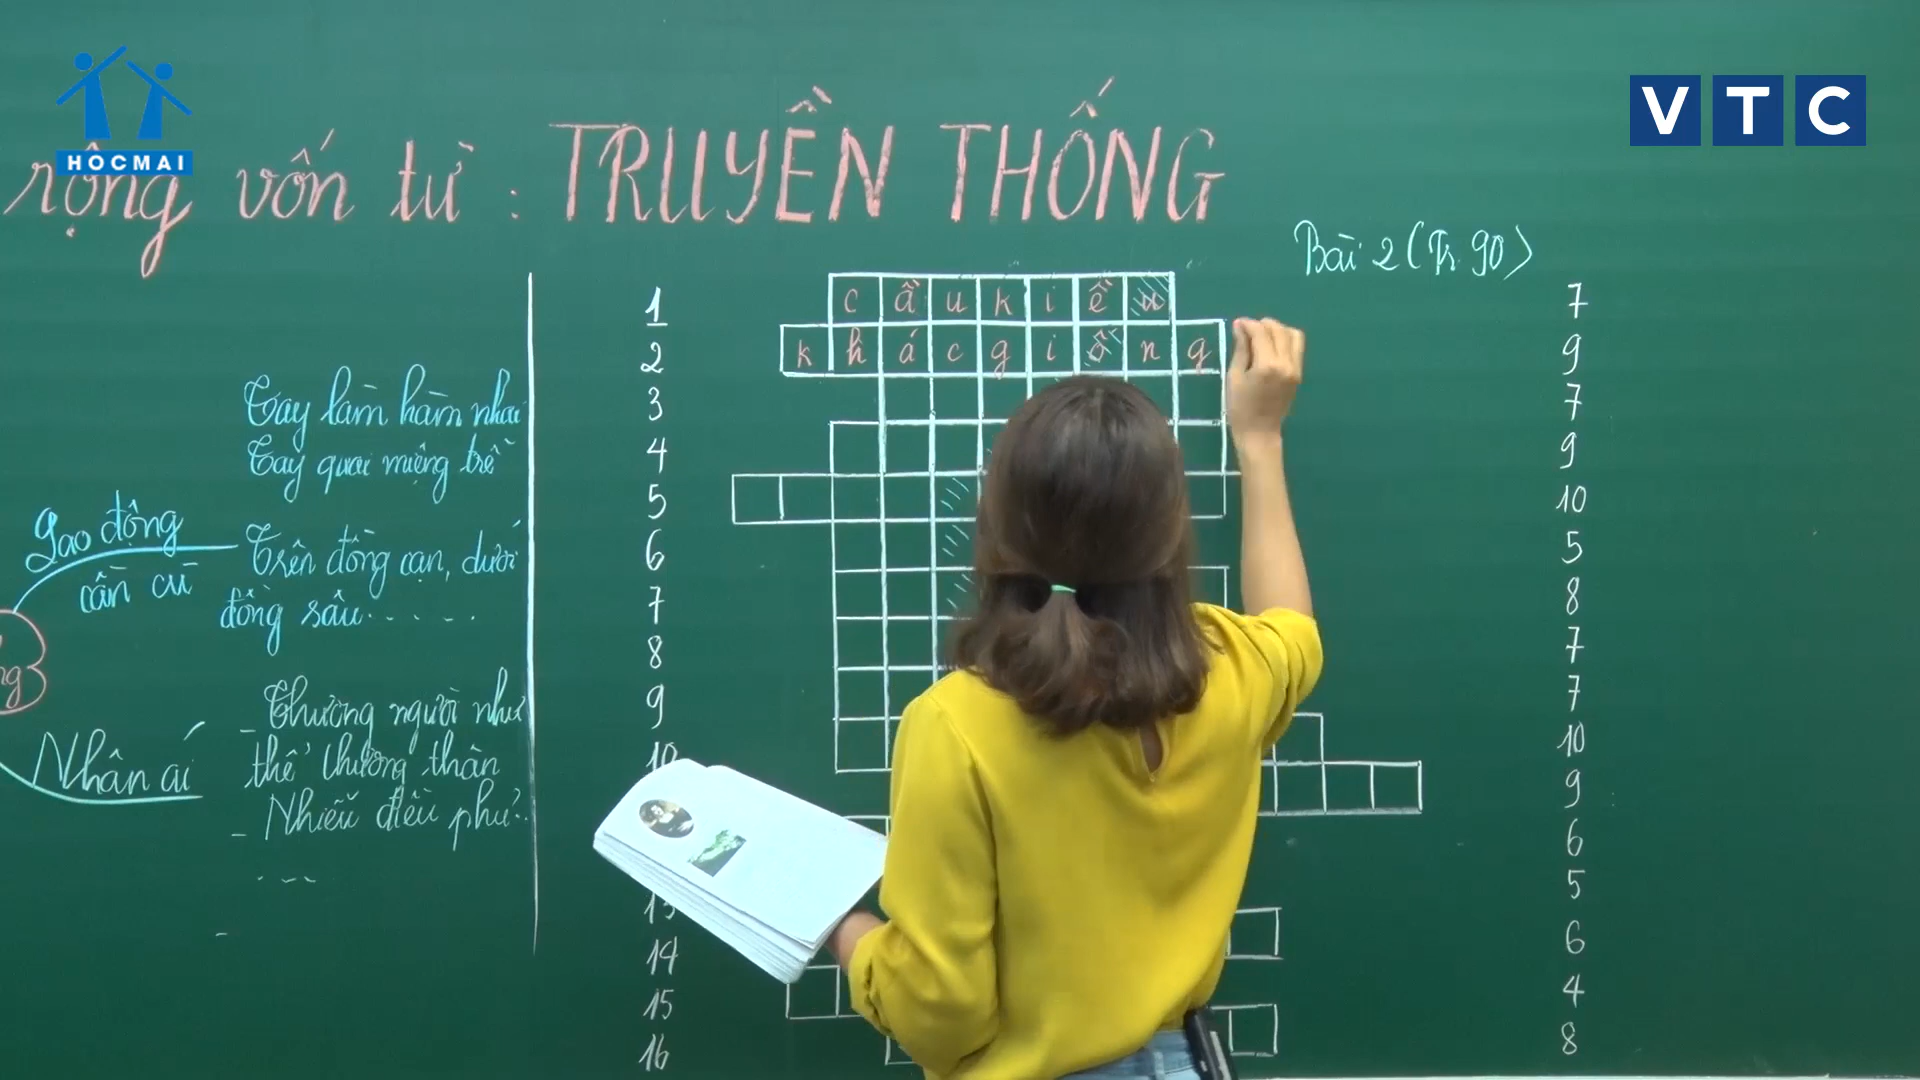 HOCMAI
VTC
rộng vốn từ : TRUYỀN THỐNG
Bài 2 (Tr. 90)
Tay làm hàm nhai
Tay quai miệng trễ
Lao động
cần cù
Trên đồng cạn, dưới
đồng sâu.....
ng
Nhân ái
- Thương người như
thể thương thân
- Nhiễu điều phủ..
...
-
1
c ầ u k i ề u
7
2
k h á c g i ố n g
9
3
7
4
9
5
10
6
5
7
8
8
7
9
7
10
10
9
6
13
5
14
6
15
4
16
8